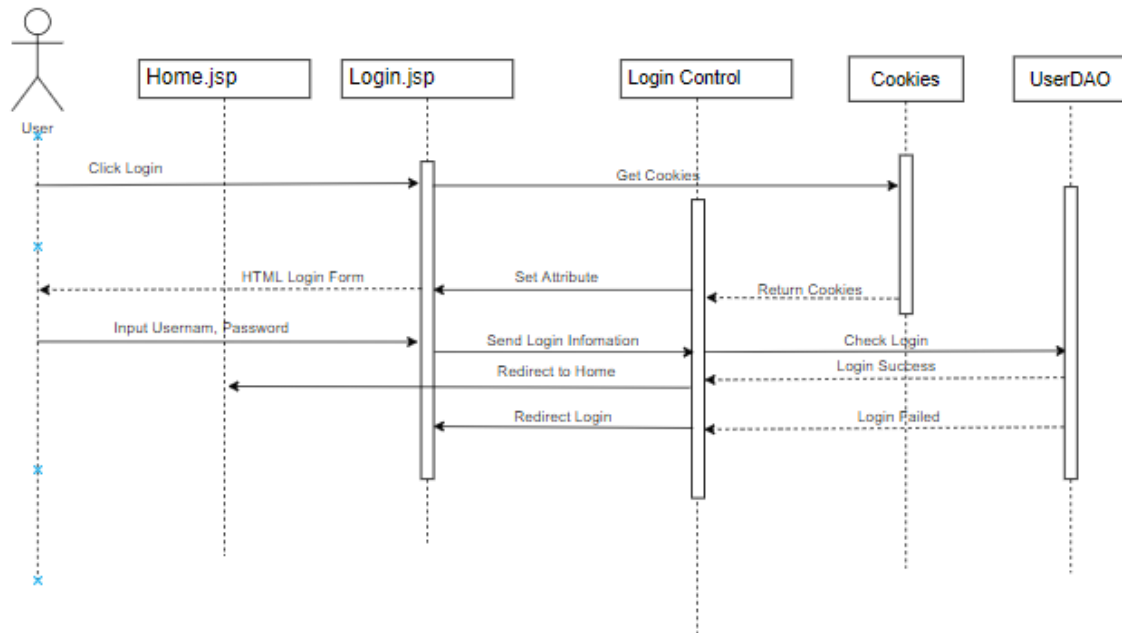 Home.jsp
Login.jsp
Login Control
Cookies
UserDAO
User
Click Login
Get Cookies
HTML Login Form
Set Attribute
Return Cookies
Input Usernam, Password
Send Login Infomation
Check Login
Redirect to Home
Login Success
Redirect Login
Login Failed